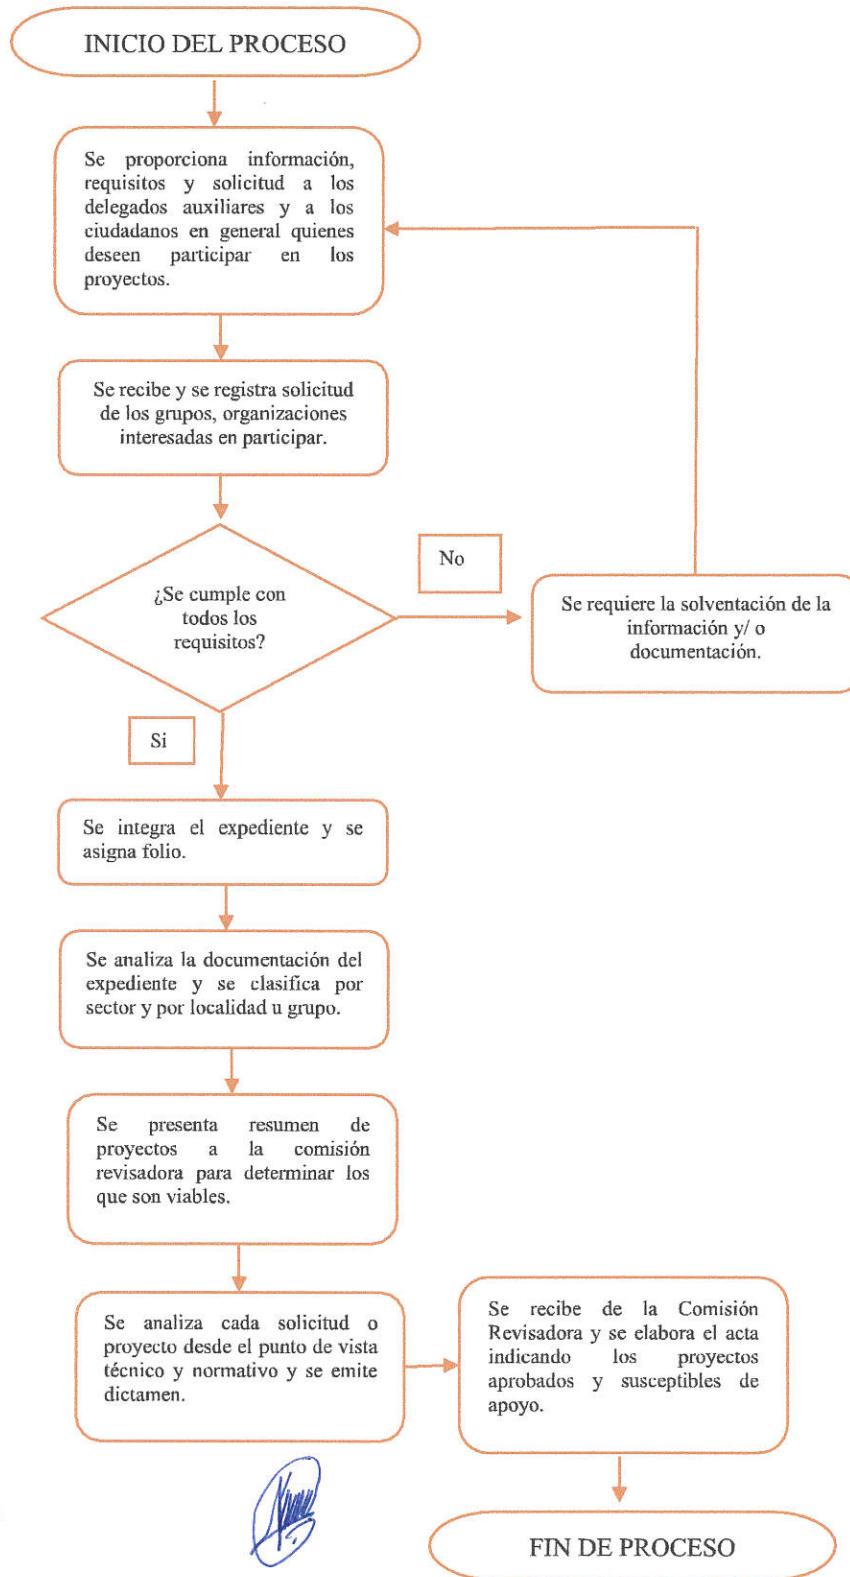 INICIO DEL PROCESO
Se proporciona información,
requisitos y solicitud a los
delegados auxiliares y a los
ciudadanos en general quienes
deseen participar en los
proyectos.
Se recibe y se registra solicitud
de los grupos, organizaciones
interesadas en participar.
¿Se cumple con
todos los
requisitos?
No
Se requiere la solventación de la
información y/ o
documentación.
Si
Se integra el expediente y se
asigna folio.
Se analiza la documentación del
expediente y se clasifica por
sector y por localidad u grupo.
Se presenta resumen de
proyectos a la comisión
revisadora para determinar los
que son viables.
Se analiza cada solicitud o
proyecto desde el punto de vista
técnico y normativo y se emite
dictamen.
Se recibe de la Comisión
Revisadora y se elabora el acta
indicando los proyectos
aprobados y susceptibles de
apoyo.
FIN DE PROCESO